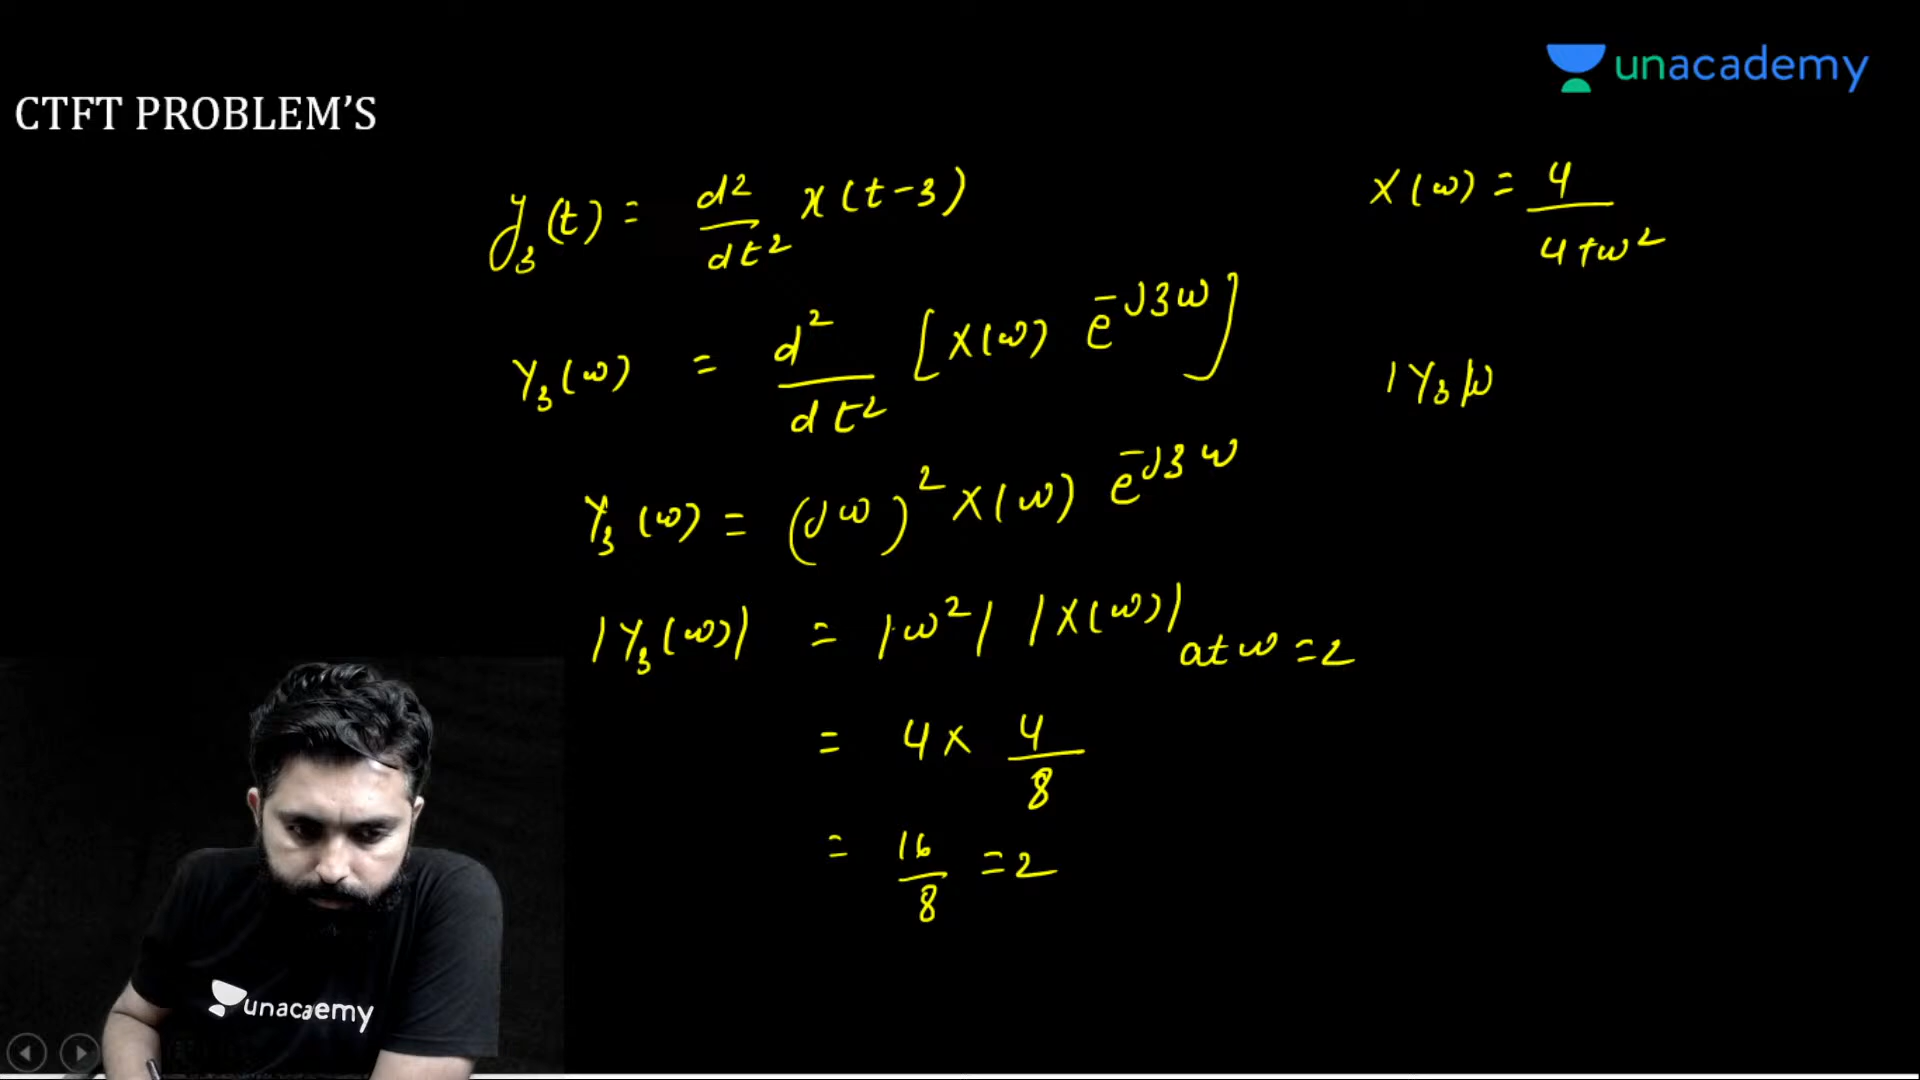 unacademy
CTFT PROBLEM’S
y₃(t) = d²/dt² x(t-3)
X(ω) = 4/(4+ω²)
Y₃(ω) = d²/dt² [X(ω) e^-j3ω]
|Y₃|ω
Y₃(ω) = (jω)² X(ω) e^-j3ω
|Y₃(ω)| = |ω²| |X(ω)| at ω = 2
= 4 x 4/8
= 16/8 = 2
unacaemy